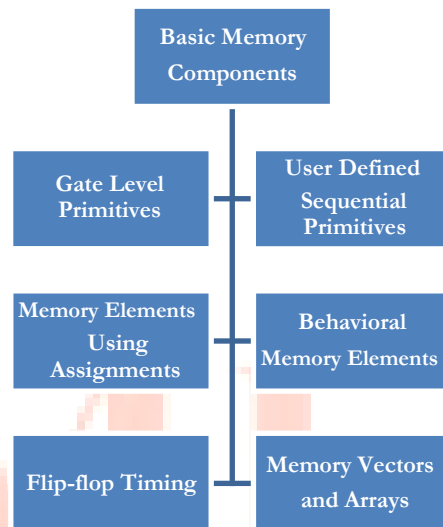 Basic Memory
Components
Gate Level
Primitives
User Defined
Sequential
Primitives
Memory Elements
Using
Assignments
Behavioral
Memory Elements
Flip-flop Timing
Memory Vectors
and Arrays